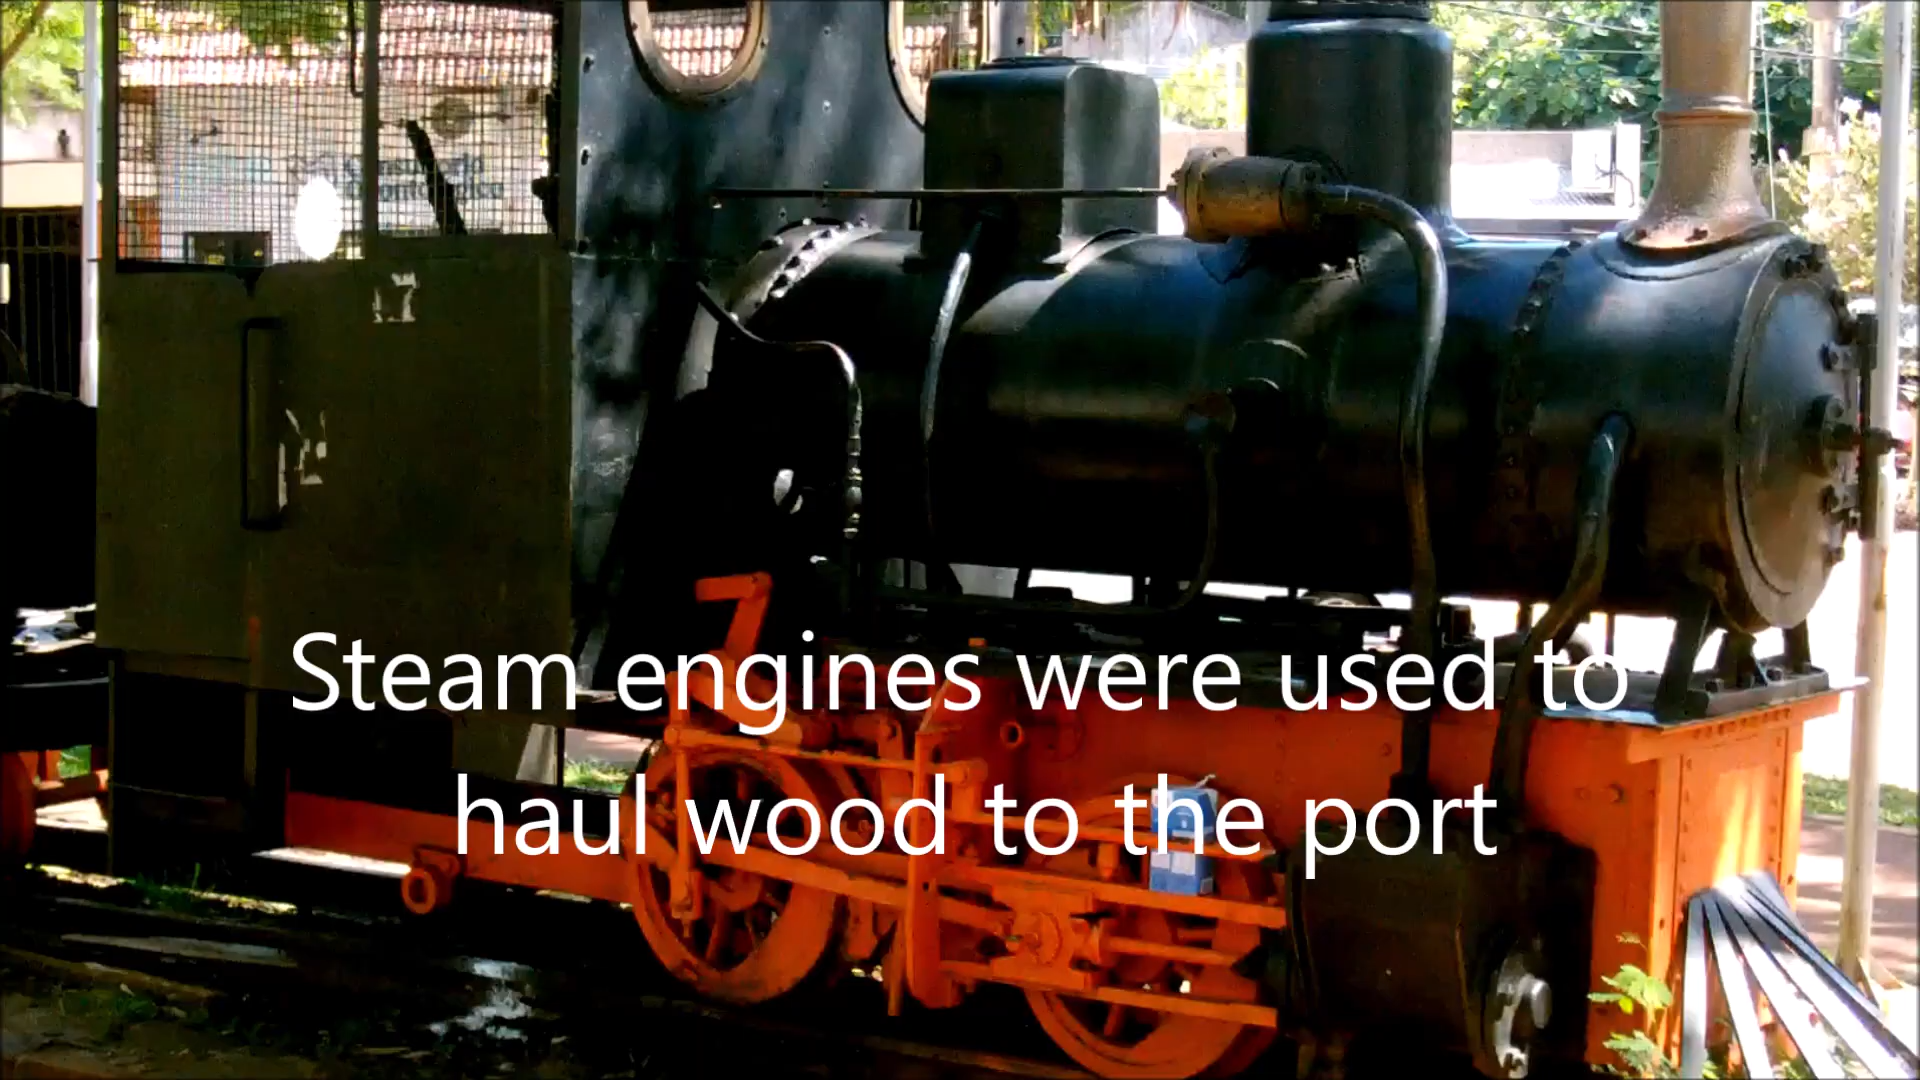 Steam engines were used to
haul wood to the port